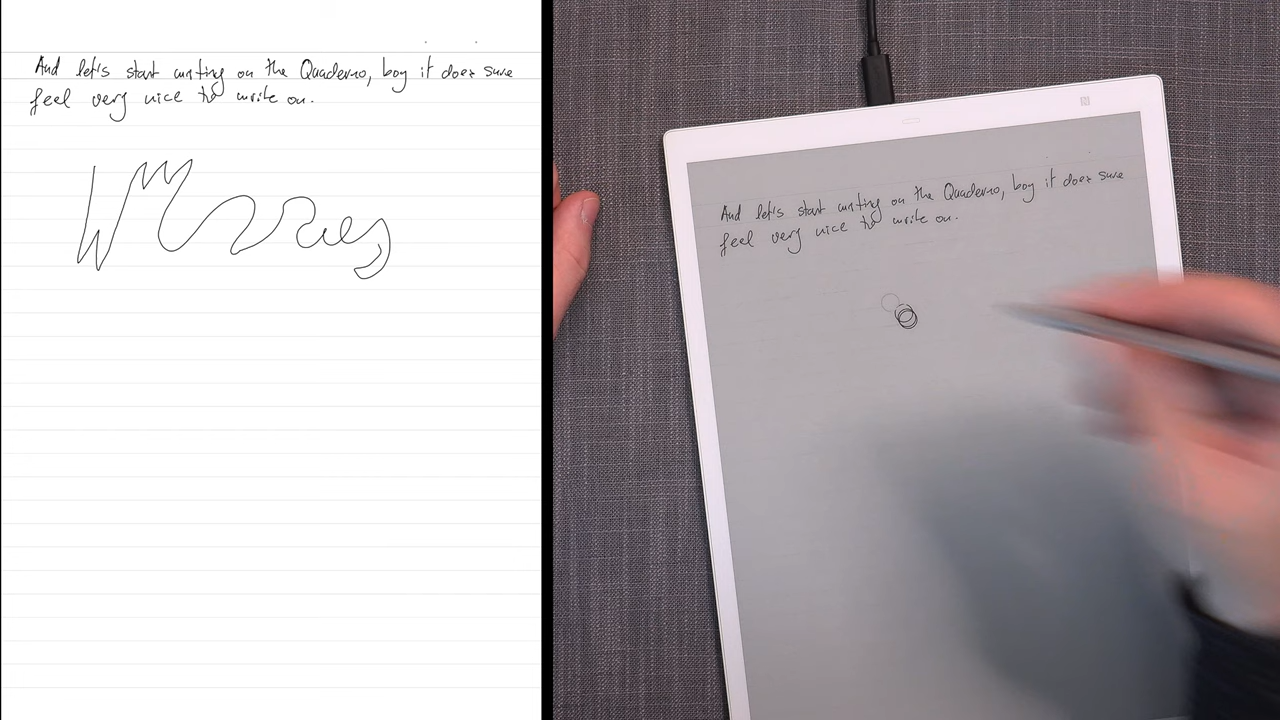 And let's start writing on the Quaderno, boy it does sure
feel very nice to write on.
And let's start writing on the Quaderno, boy it does sure
feel very nice to write on.